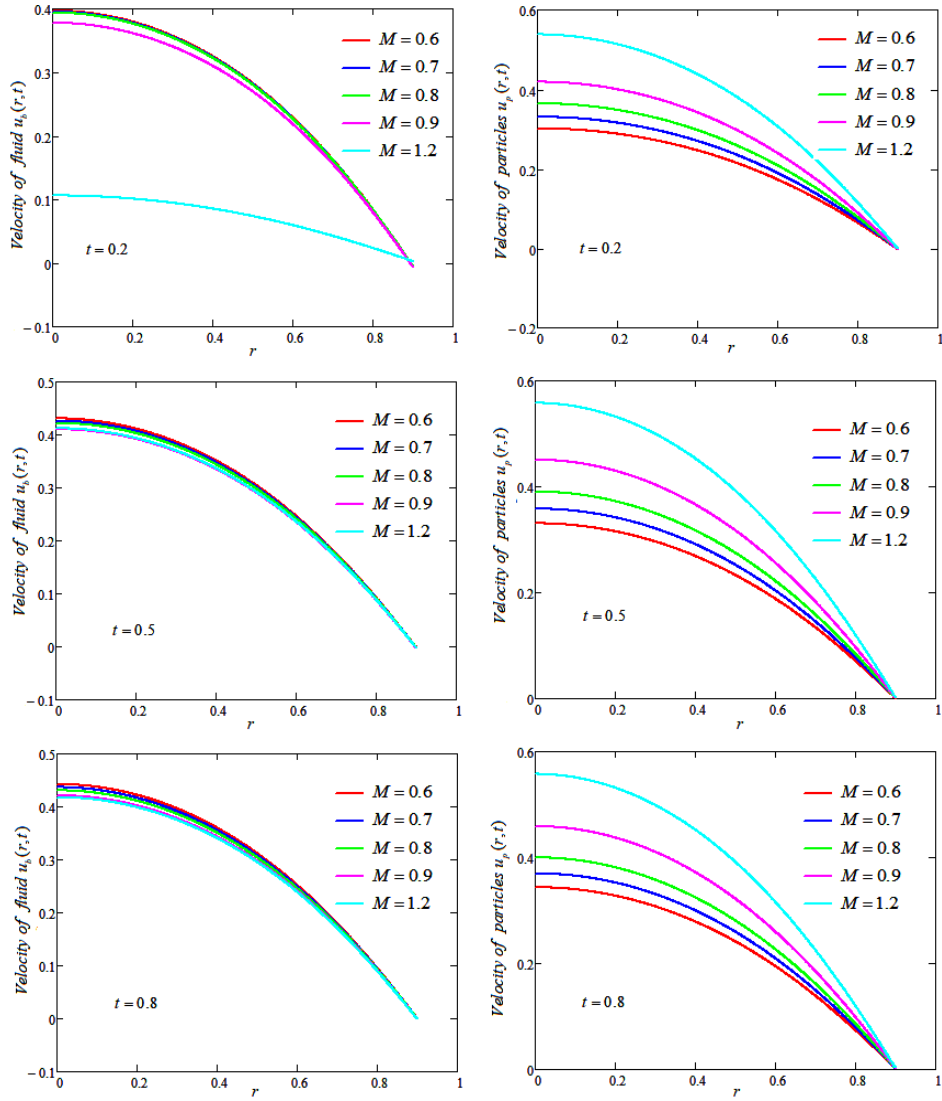 Velocity of fluid u_b(r,t)
0.4
0.3
0.2
0.1
0
−0.1
M = 0.6
M = 0.7
M = 0.8
M = 0.9
M = 1.2
t = 0.2
0 0.2 0.4 0.6 0.8 1
r
Velocity of particles u_p(r,t)
0.6
0.4
0.2
0
−0.2
M = 0.6
M = 0.7
M = 0.8
M = 0.9
M = 1.2
t = 0.2
0 0.2 0.4 0.6 0.8 1
r
Velocity of fluid u_b(r,t)
0.5
0.4
0.3
0.2
0.1
0
−0.1
M = 0.6
M = 0.7
M = 0.8
M = 0.9
M = 1.2
t = 0.5
0 0.2 0.4 0.6 0.8 1
r
Velocity of particles u_p(r,t)
0.6
0.4
0.2
0
M = 0.6
M = 0.7
M = 0.8
M = 0.9
M = 1.2
t = 0.5
0 0.2 0.4 0.6 0.8 1
r
Velocity of fluid u_b(r,t)
0.5
0.4
0.3
0.2
0.1
0
−0.1
M = 0.6
M = 0.7
M = 0.8
M = 0.9
M = 1.2
t = 0.8
0 0.2 0.4 0.6 0.8 1
r
Velocity of particles u_p(r,t)
0.6
0.4
0.2
0
M = 0.6
M = 0.7
M = 0.8
M = 0.9
M = 1.2
t = 0.8
0 0.2 0.4 0.6 0.8 1
r